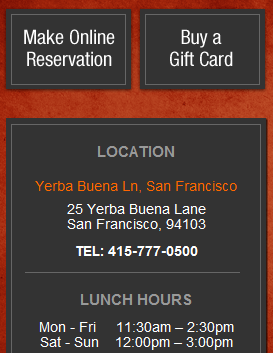 Make Online
Reservation
Buy a
Gift Card
LOCATION
Yerba Buena Ln, San Francisco
25 Yerba Buena Lane
San Francisco, 94103
TEL: 415-777-0500
LUNCH HOURS
Mon - Fri 11:30am – 2:30pm
Sat - Sun 12:00pm – 3:00pm